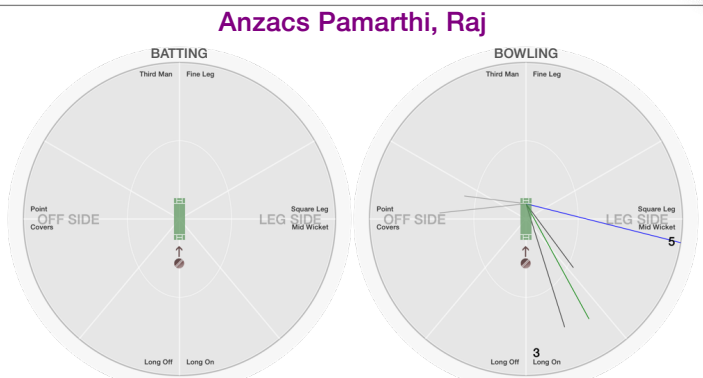 Anzacs Pamarthi, Raj
BATTING
Third Man
Fine Leg
Point
OFF SIDE
Covers
Square Leg
LEG SIDE
Mid Wicket
Long Off
Long On
BOWLING
Third Man
Fine Leg
Point
OFF SIDE
Covers
Square Leg
LEG SIDE
Mid Wicket
5
3
Long Off
Long On